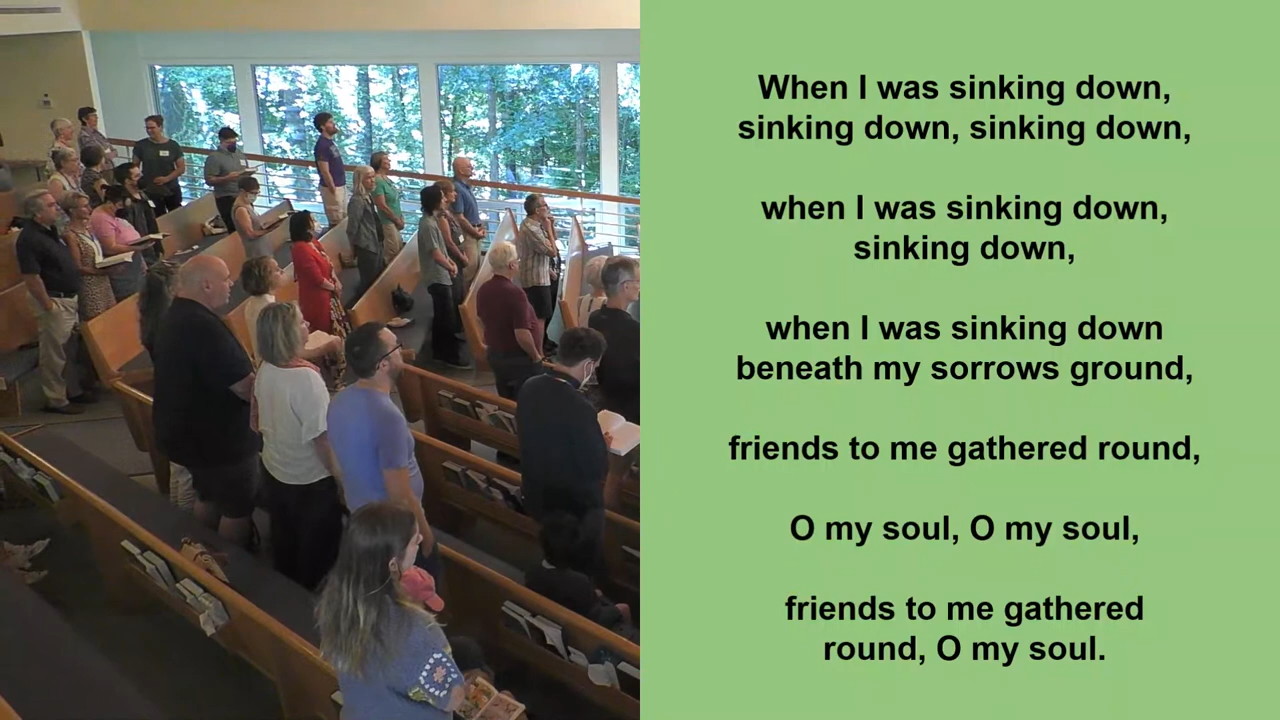 When I was sinking down,
sinking down, sinking down,
when I was sinking down,
sinking down,
when I was sinking down
beneath my sorrows ground,
friends to me gathered round,
O my soul, O my soul,
friends to me gathered
round, O my soul.